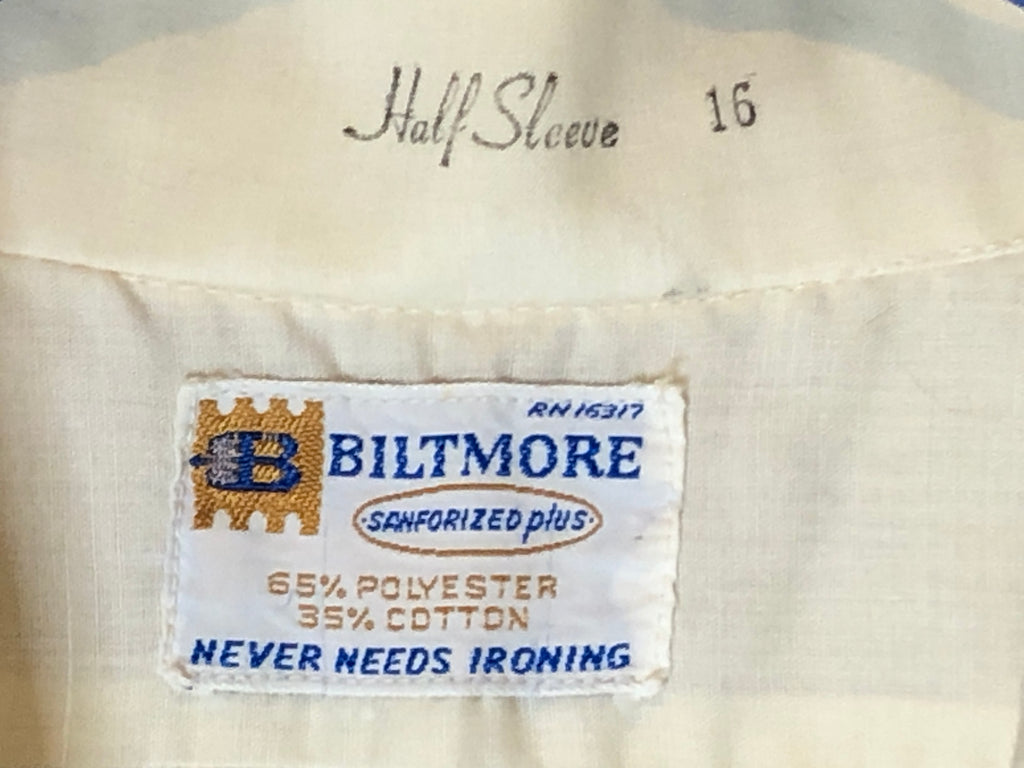 Half Sleeve 16
RN 16317
B BILTMORE
·SANFORIZED plus·
65% POLYESTER
35% COTTON
NEVER NEEDS IRONING